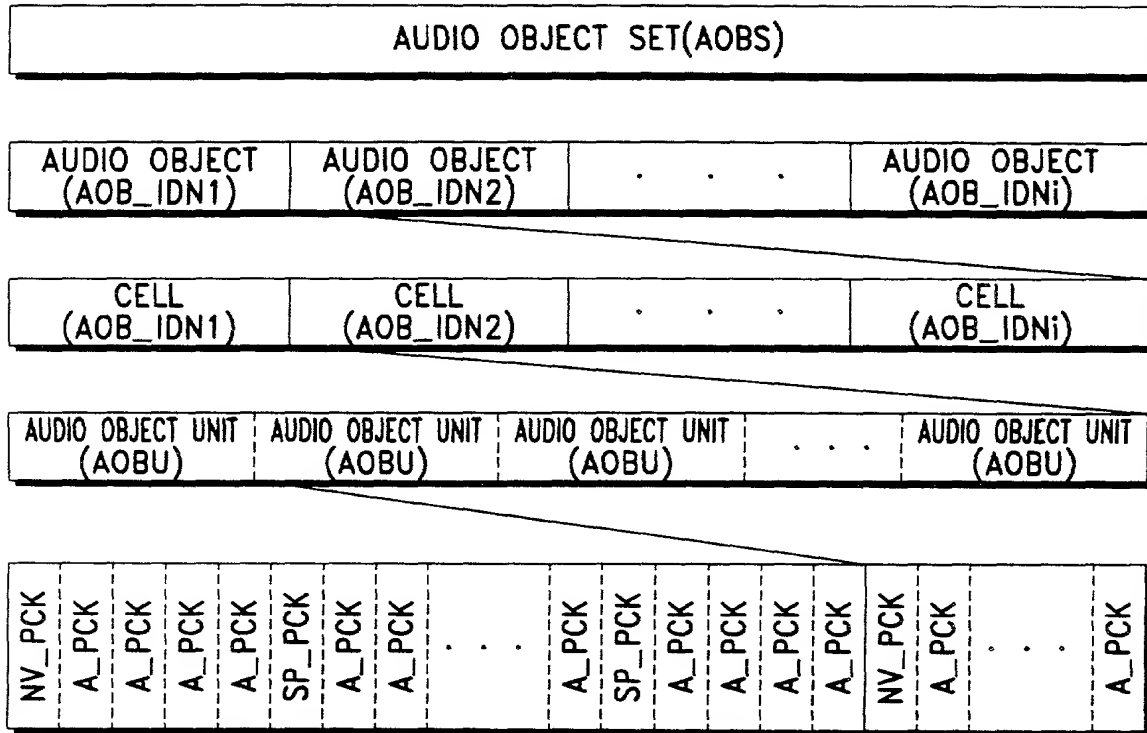 AUDIO OBJECT SET(AOBS)
AUDIO OBJECT
(AOB_IDN1)
AUDIO OBJECT
(AOB_IDN2)
. . .
AUDIO OBJECT
(AOB_IDNi)
CELL
(AOB_IDN1)
CELL
(AOB_IDN2)
. . .
CELL
(AOB_IDNi)
AUDIO OBJECT UNIT
(AOBU)
AUDIO OBJECT UNIT
(AOBU)
AUDIO OBJECT UNIT
(AOBU)
. . .
AUDIO OBJECT UNIT
(AOBU)
NV_PCK
A_PCK
A_PCK
A_PCK
A_PCK
SP_PCK
A_PCK
A_PCK
. . .
A_PCK
SP_PCK
A_PCK
A_PCK
A_PCK
A_PCK
NV_PCK
A_PCK
. . .
A_PCK